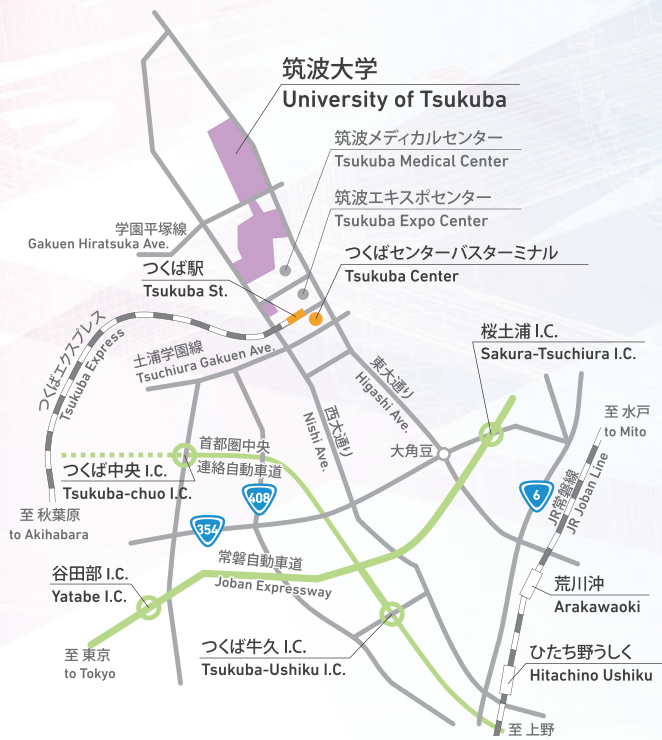 筑波大学
University of Tsukuba
筑波メディカルセンター
Tsukuba Medical Center
筑波エキスポセンター
Tsukuba Expo Center
学園平塚線
Gakuen Hiratsuka Ave.
つくばセンターバスターミナル
Tsukuba Center
つくば駅
Tsukuba St.
つくばエクスプレス
Tsukuba Express
土浦学園線
Tsuchiura Gakuen Ave.
桜土浦 I.C.
Sakura-Tsuchiura I.C.
東大通り
Higashi Ave.
西大通り
Nishi Ave.
至 水戸
to Mito
大角豆
首都圏中央
連絡自動車道
つくば中央 I.C.
Tsukuba-chuo I.C.
408
6
JR常磐線
JR Joban Line
354
至 秋葉原
to Akihabara
常磐自動車道
Joban Expressway
谷田部 I.C.
Yatabe I.C.
荒川沖
Arakawaoki
つくば牛久 I.C.
Tsukuba-Ushiku I.C.
至 東京
to Tokyo
ひたち野うしく
Hitachino Ushiku
至 上野